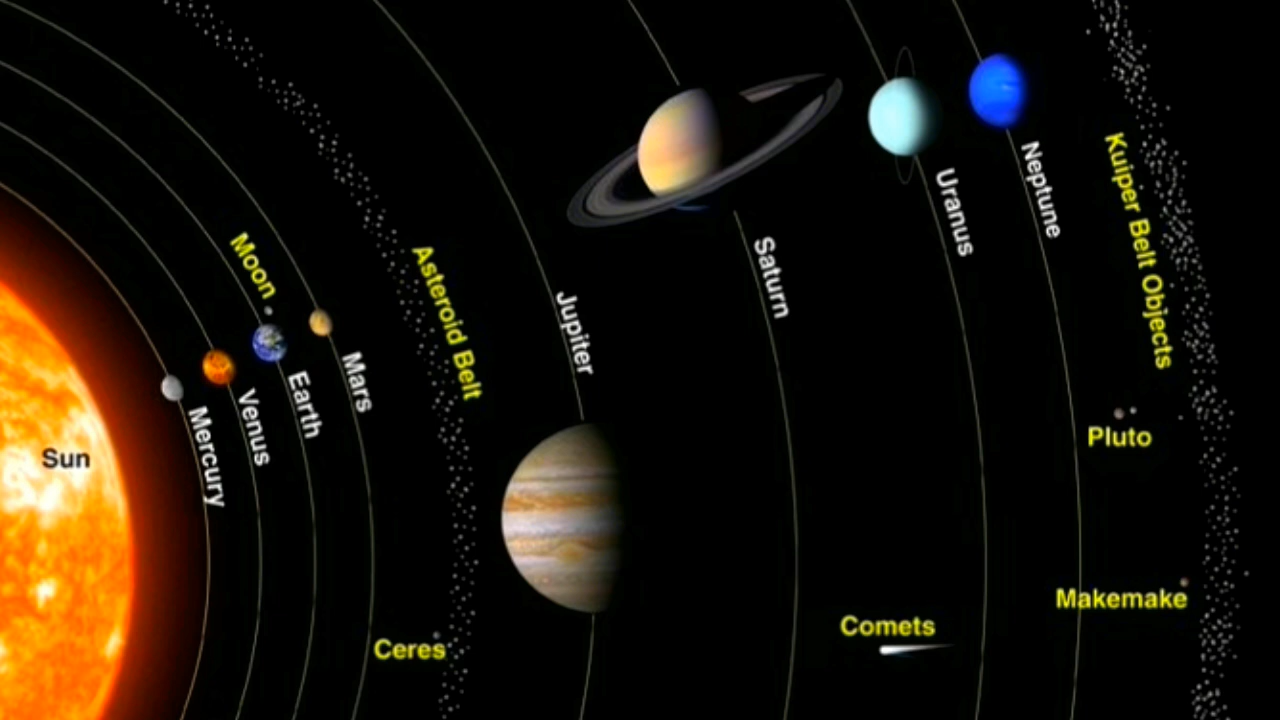 Sun
Mercury
Venus
Earth
Moon
Mars
Asteroid Belt
Ceres
Jupiter
Saturn
Uranus
Neptune
Comets
Kuiper Belt Objects
Pluto
Makemake